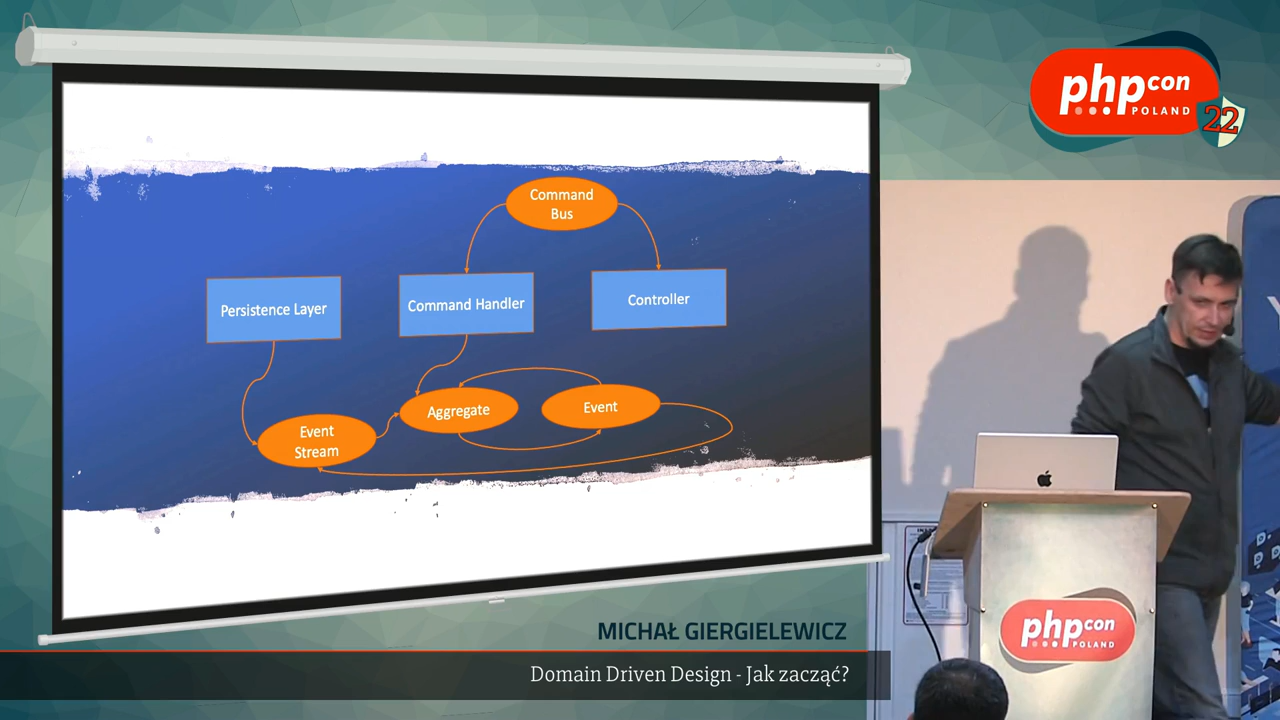 php con
POLAND
22
Command
Bus
Persistence Layer
Command Handler
Controller
Aggregate
Event
Event
Stream
MICHAŁ GIERGIELEWICZ
Domain Driven Design - Jak zacząć?
php con
POLAND